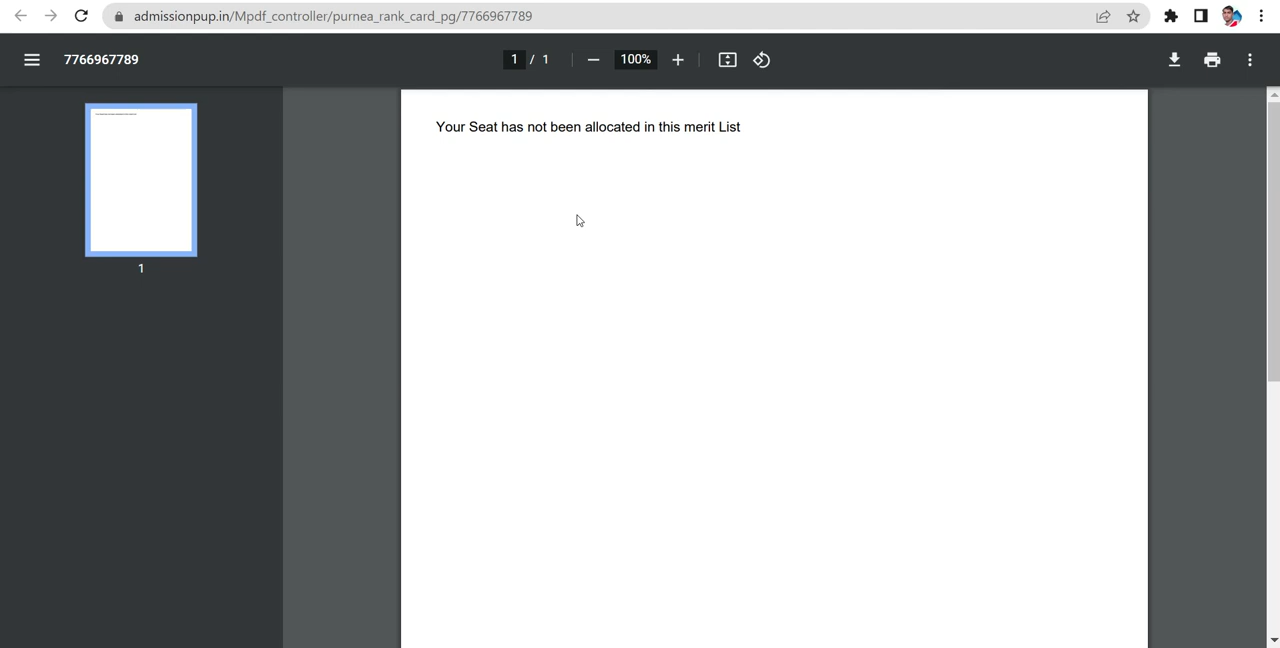 admissionpup.in/Mpdf_controller/purnea_rank_card_pg/7766967789
7766967789
1 / 1
100%
Your Seat has not been allocated in this merit List
1